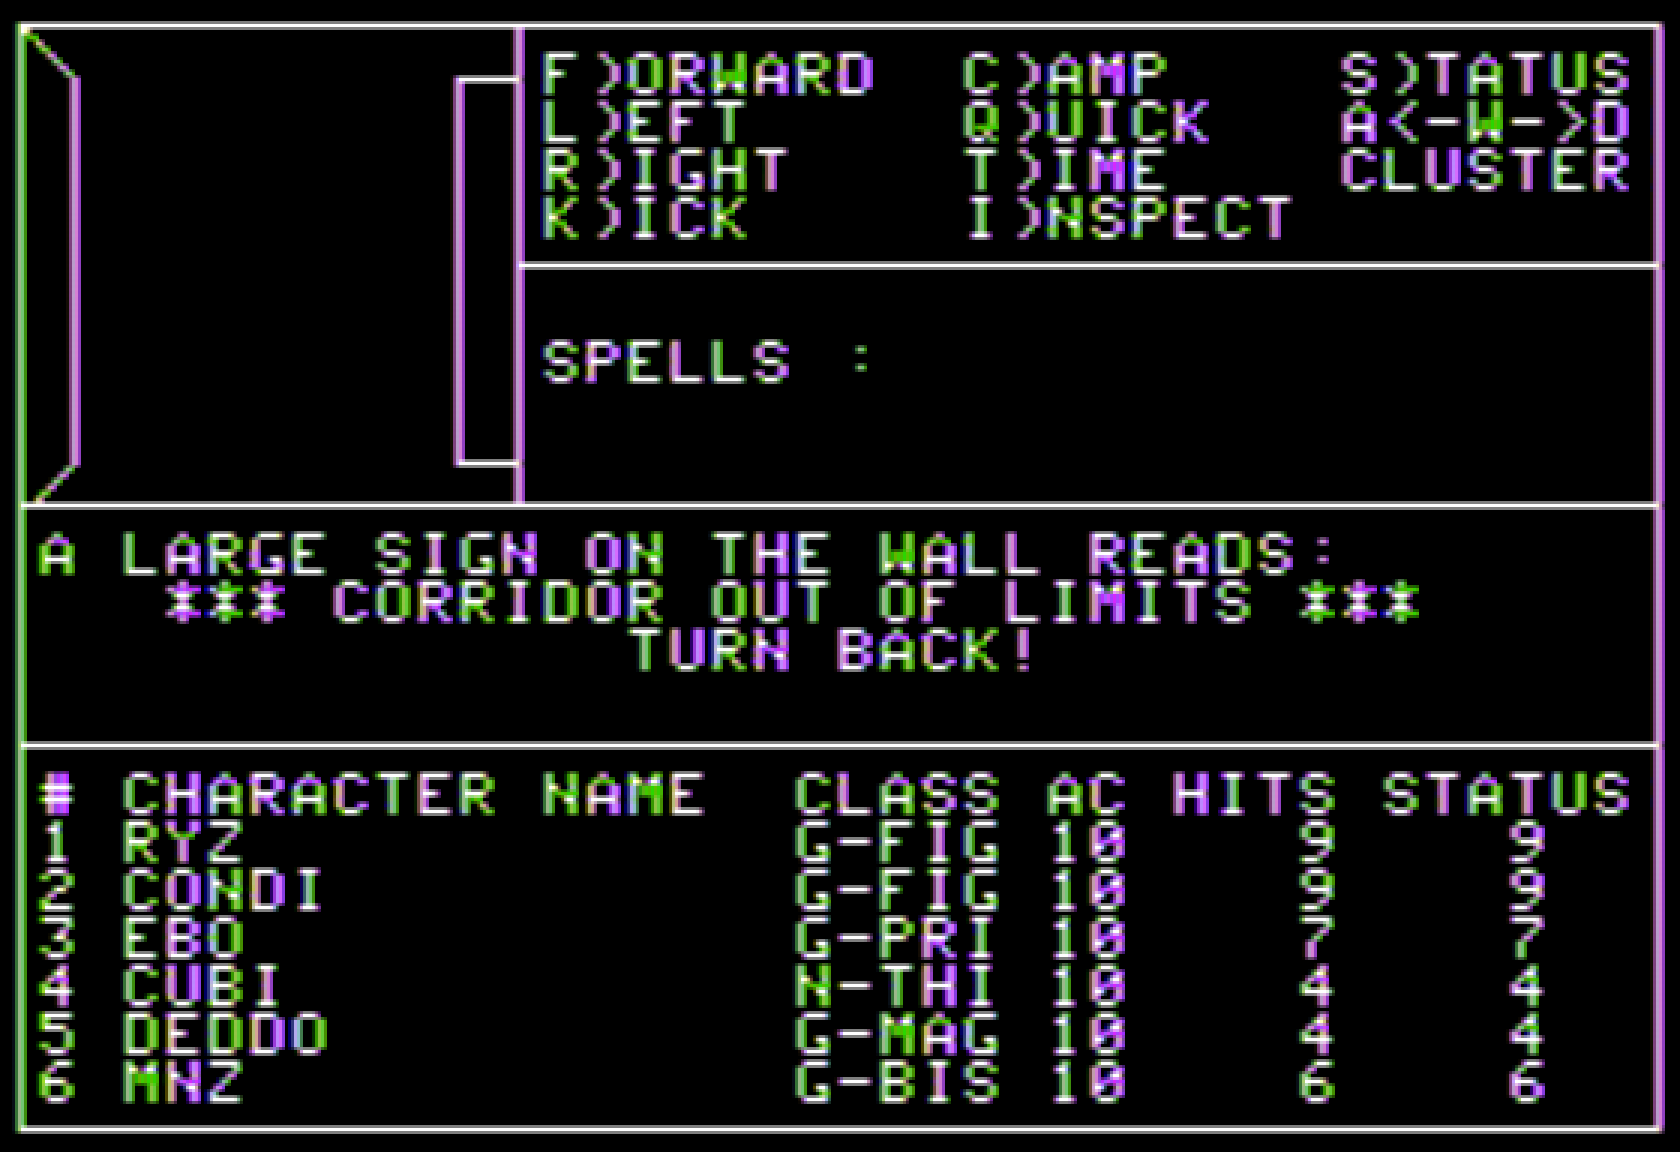 F)ORWARD C)AMP S)TATUS
L)EFT Q)UICK A<-W->D
R)IGHT T)IME CLUSTER
K)ICK I)NSPECT
SPELLS :
A LARGE SIGN ON THE WALL READS:
*** CORRIDOR OUT OF LIMITS ***
TURN BACK!
# CHARACTER NAME CLASS AC HITS STATUS
1 RYZ G-FIG 10 9 9
2 CONDI G-FIG 10 9 9
3 EBO G-PRI 10 7 7
4 CUBI N-THI 10 4 4
5 DEDDO G-MAG 10 4 4
6 MNZ G-BIS 10 6 6